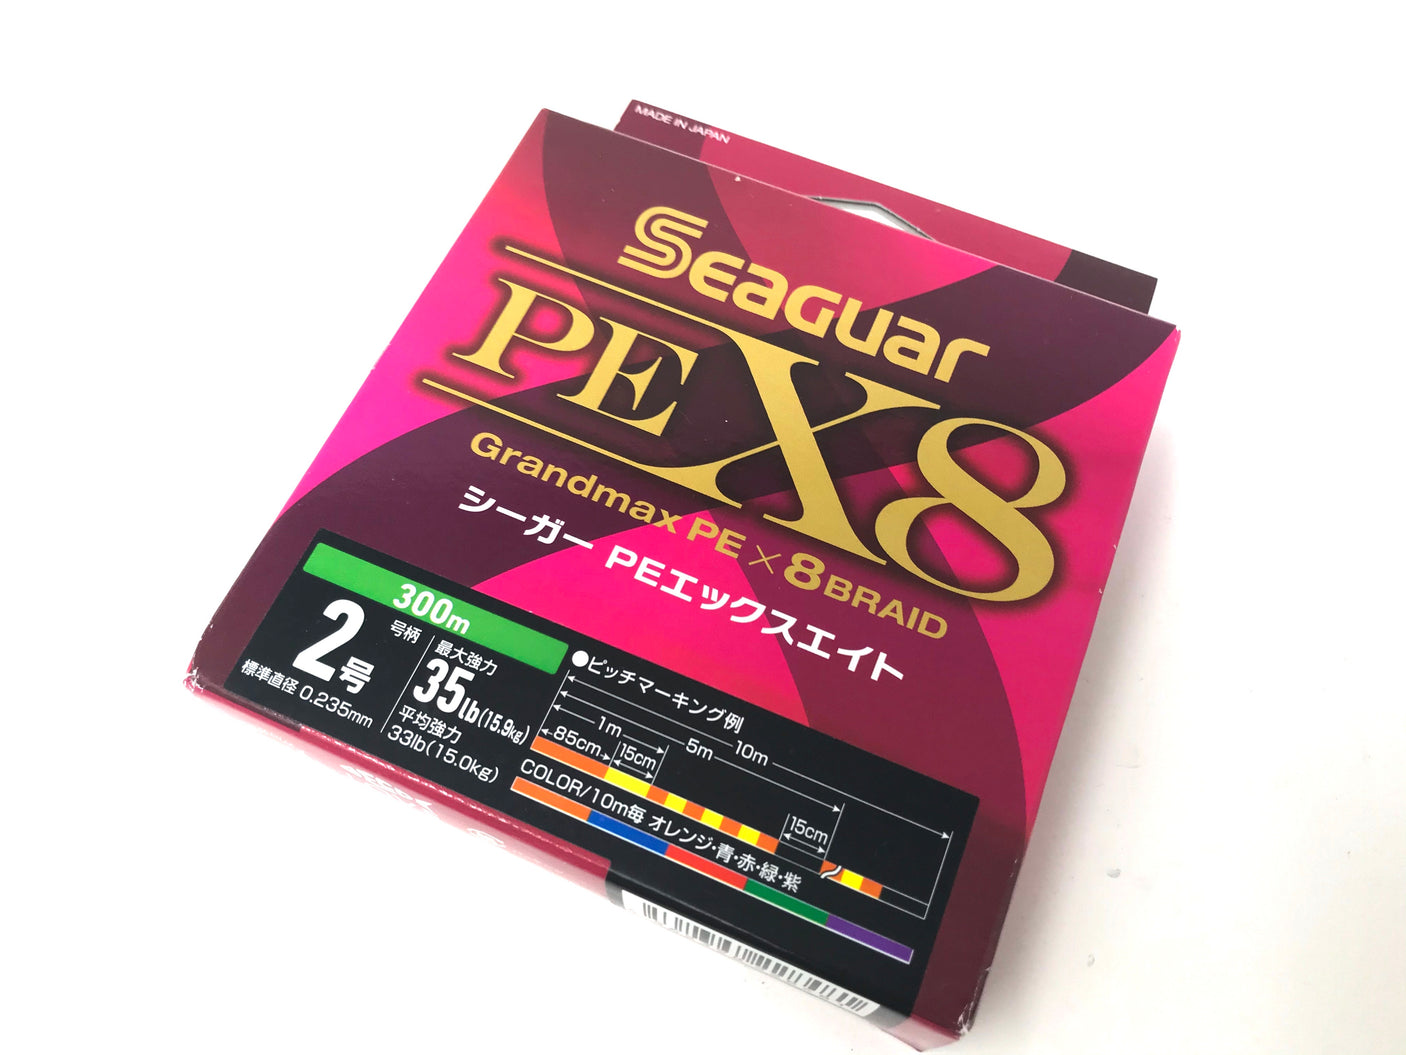 MADE IN JAPAN
SEAGUAR
PE X8
Grandmax PE × 8 BRAID
シーガー PEエックスエイト
300m
号柄
2号
標準直径 0.235mm
最大強力
35lb(15.9kg)
平均強力
33lb(15.0kg)
●ピッチマーキング例
10m
5m
1m
85cm
15cm
15cm
COLOR/10m毎 オレンジ・青・赤・緑・紫